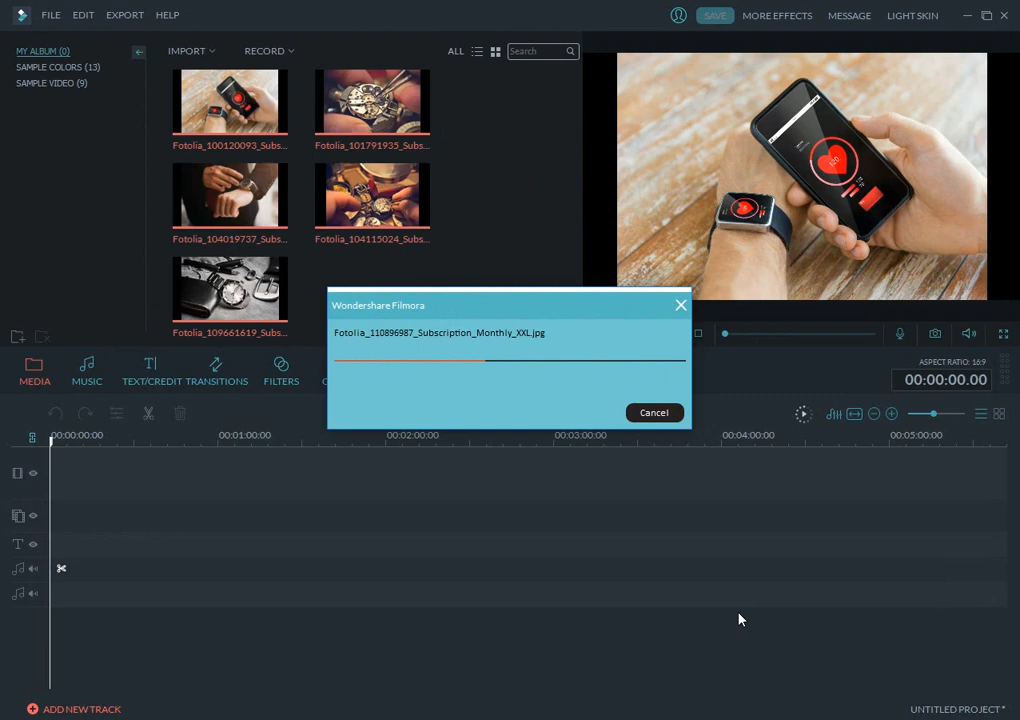 FILE EDIT EXPORT HELP
SAVE MORE EFFECTS MESSAGE LIGHT SKIN
MY ALBUM (0)
SAMPLE COLORS (13)
SAMPLE VIDEO (9)
IMPORT RECORD ALL Search
Fotolia_100120093_Subs...
Fotolia_101791935_Subs...
Fotolia_104019737_Subs...
Fotolia_104115024_Subs...
Fotolia_109661619_Subs...
120
Wondershare Filmora
Fotolia_110896987_Subscription_Monthly_XXL.jpg
Cancel
MEDIA MUSIC TEXT/CREDIT TRANSITIONS FILTERS
ASPECT RATIO: 16:9
00:00:00.00
00:00:00:00 00:01:00:00 00:02:00:00 00:03:00:00 00:04:00:00 00:05:00:00
T
ADD NEW TRACK
UNTITLED PROJECT*